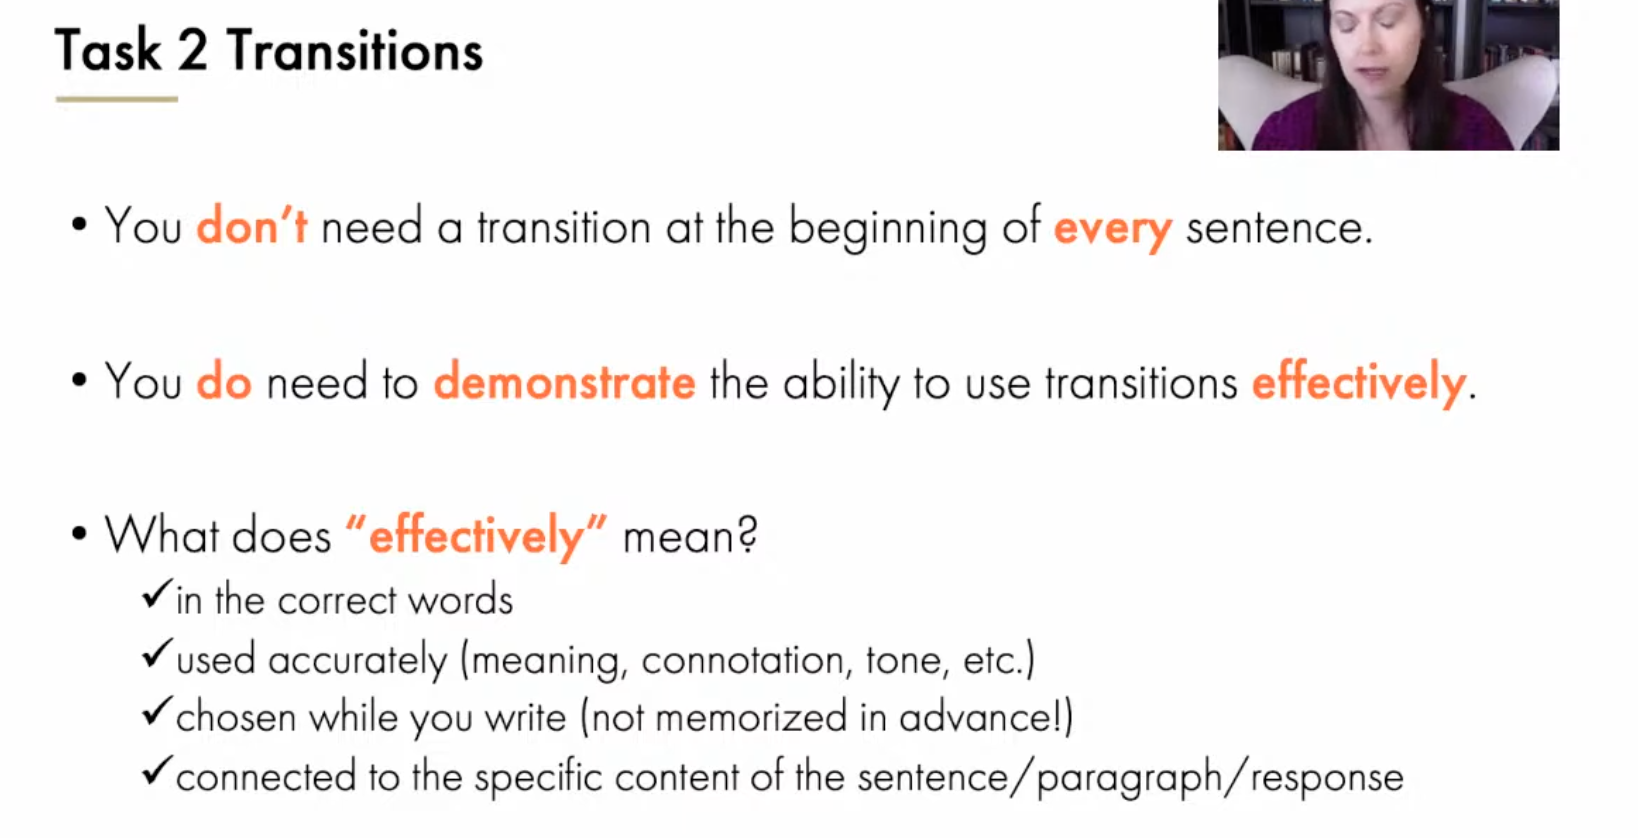 Task 2 Transitions
• You don't need a transition at the beginning of every sentence.
• You do need to demonstrate the ability to use transitions effectively.
• What does “effectively” mean?
✓in the correct words
✓used accurately (meaning, connotation, tone, etc.)
✓chosen while you write (not memorized in advance!)
✓connected to the specific content of the sentence/paragraph/response